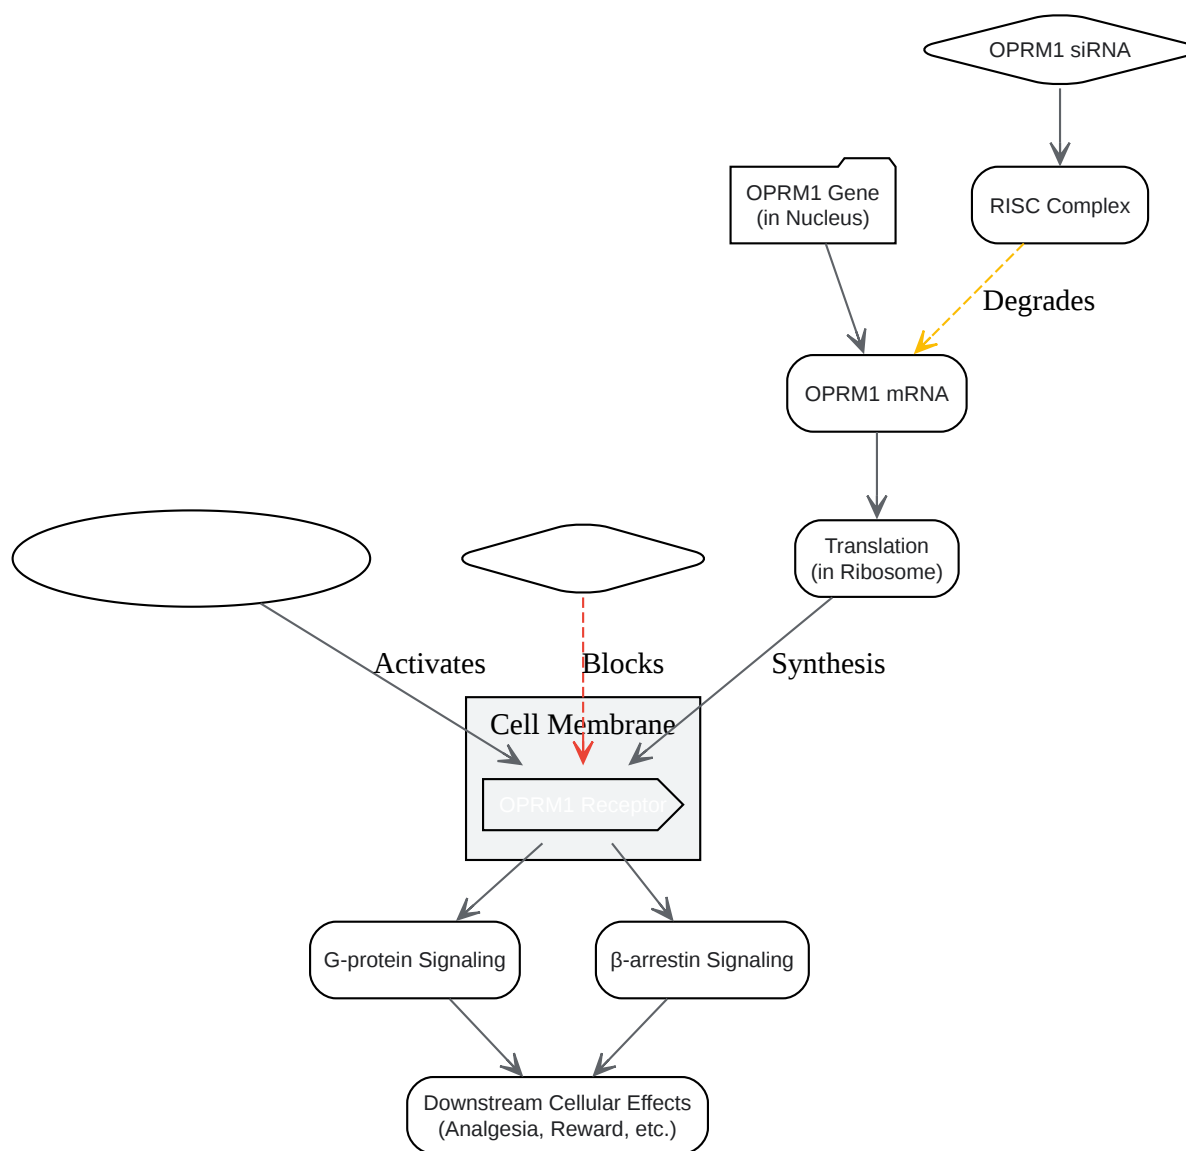 OPRM1 siRNA
OPRM1 Gene
(in Nucleus)
RISC Complex
Degrades
OPRM1 mRNA
Translation
(in Ribosome)
Activates
Blocks
Synthesis
Cell Membrane
OPRM1 Receptor
G-protein Signaling
β-arrestin Signaling
Downstream Cellular Effects
(Analgesia, Reward, etc.)